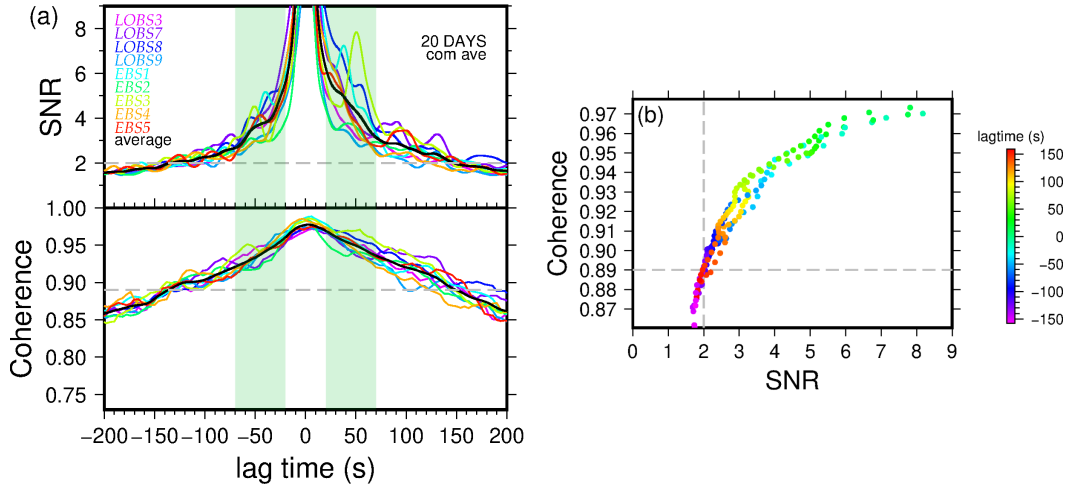 (a)
LOBS3
LOBS7
LOBS8
LOBS9
EBS1
EBS2
EBS3
EBS4
EBS5
average
20 DAYS
com ave
SNR
8
6
4
2
Coherence
1.00
0.95
0.90
0.85
0.80
0.75
−200 −150 −100 −50 0 50 100 150 200
lag time (s)
(b)
Coherence
0.97
0.96
0.95
0.94
0.93
0.92
0.91
0.90
0.89
0.88
0.87
0 1 2 3 4 5 6 7 8 9
SNR
lagtime (s)
150
100
50
0
−50
−100
−150